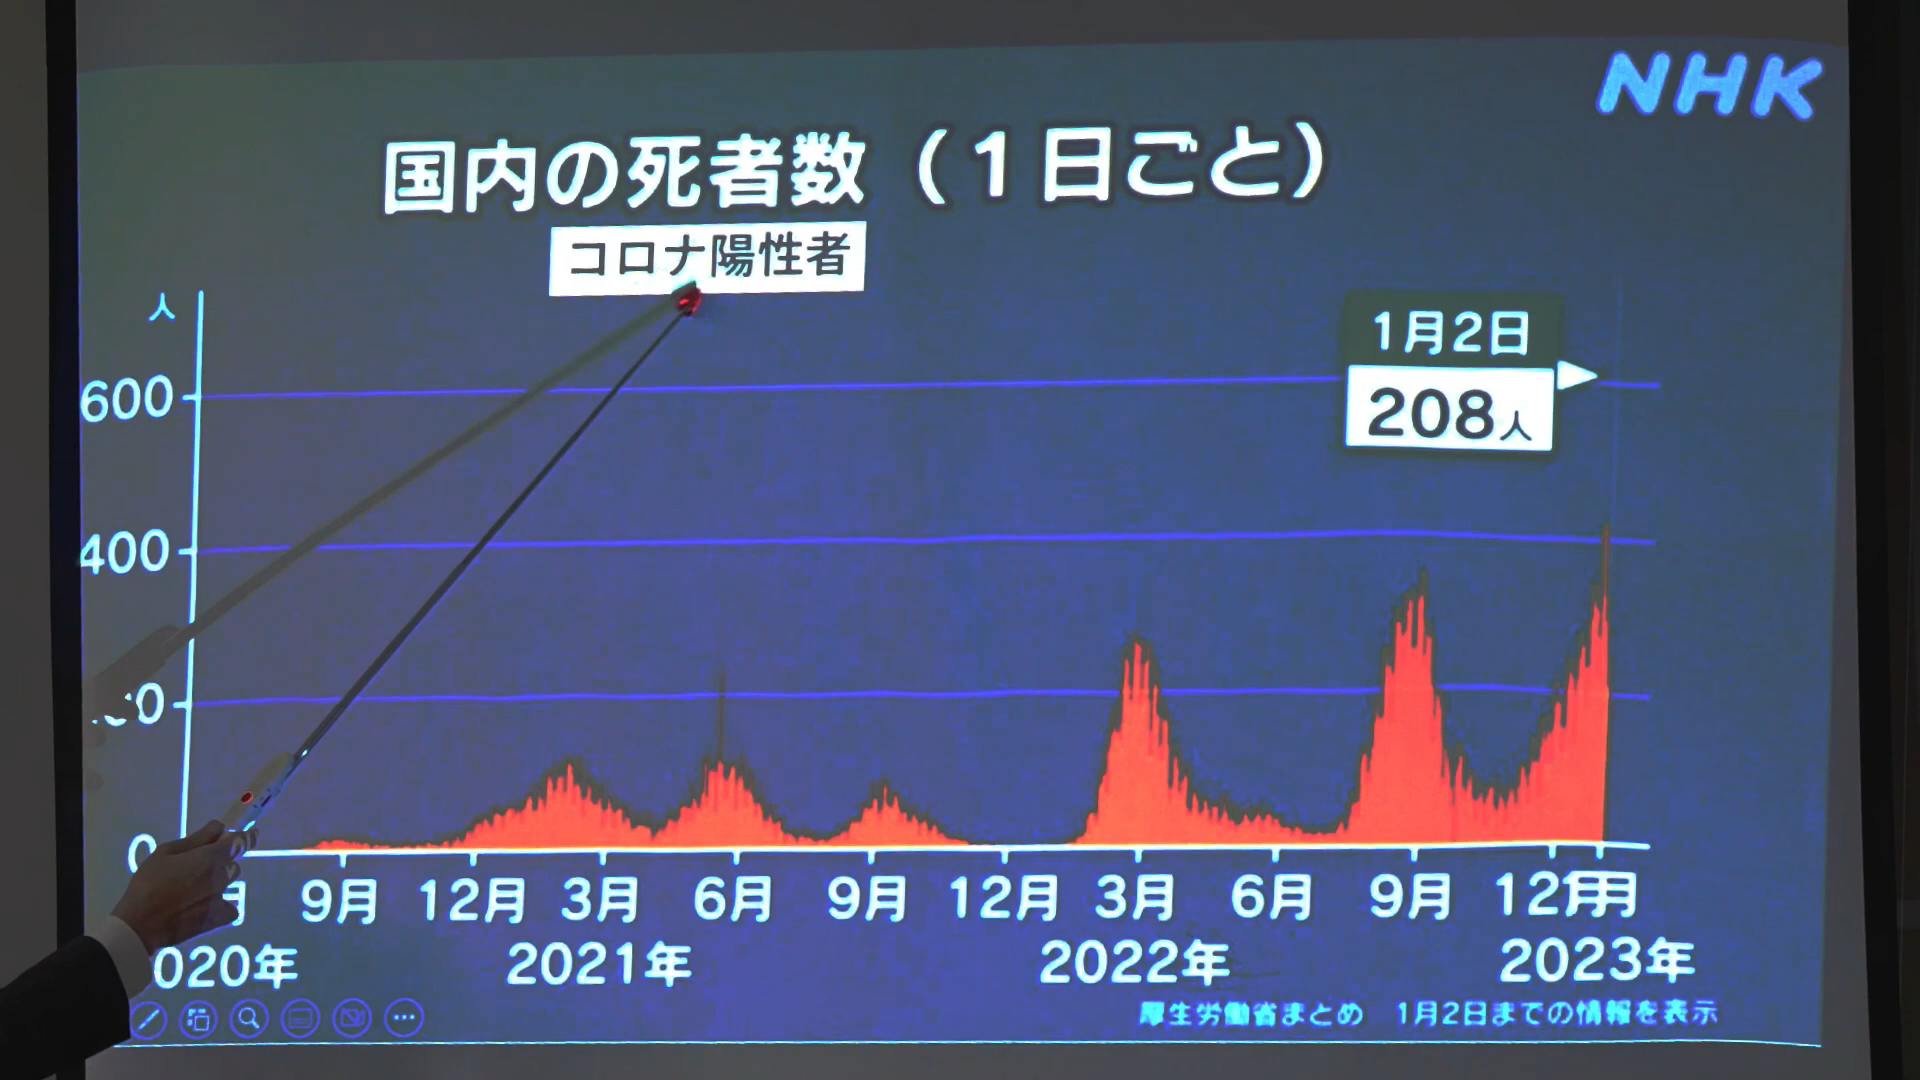 NHK
国内の死者数（１日ごと）
コロナ陽性者
人
600
1月2日
208人
400
0
9月 12月 3月 6月 9月 12月 3月 6月 9月 12月
020年 2021年 2022年 2023年
厚生労働省まとめ 1月2日までの情報を表示